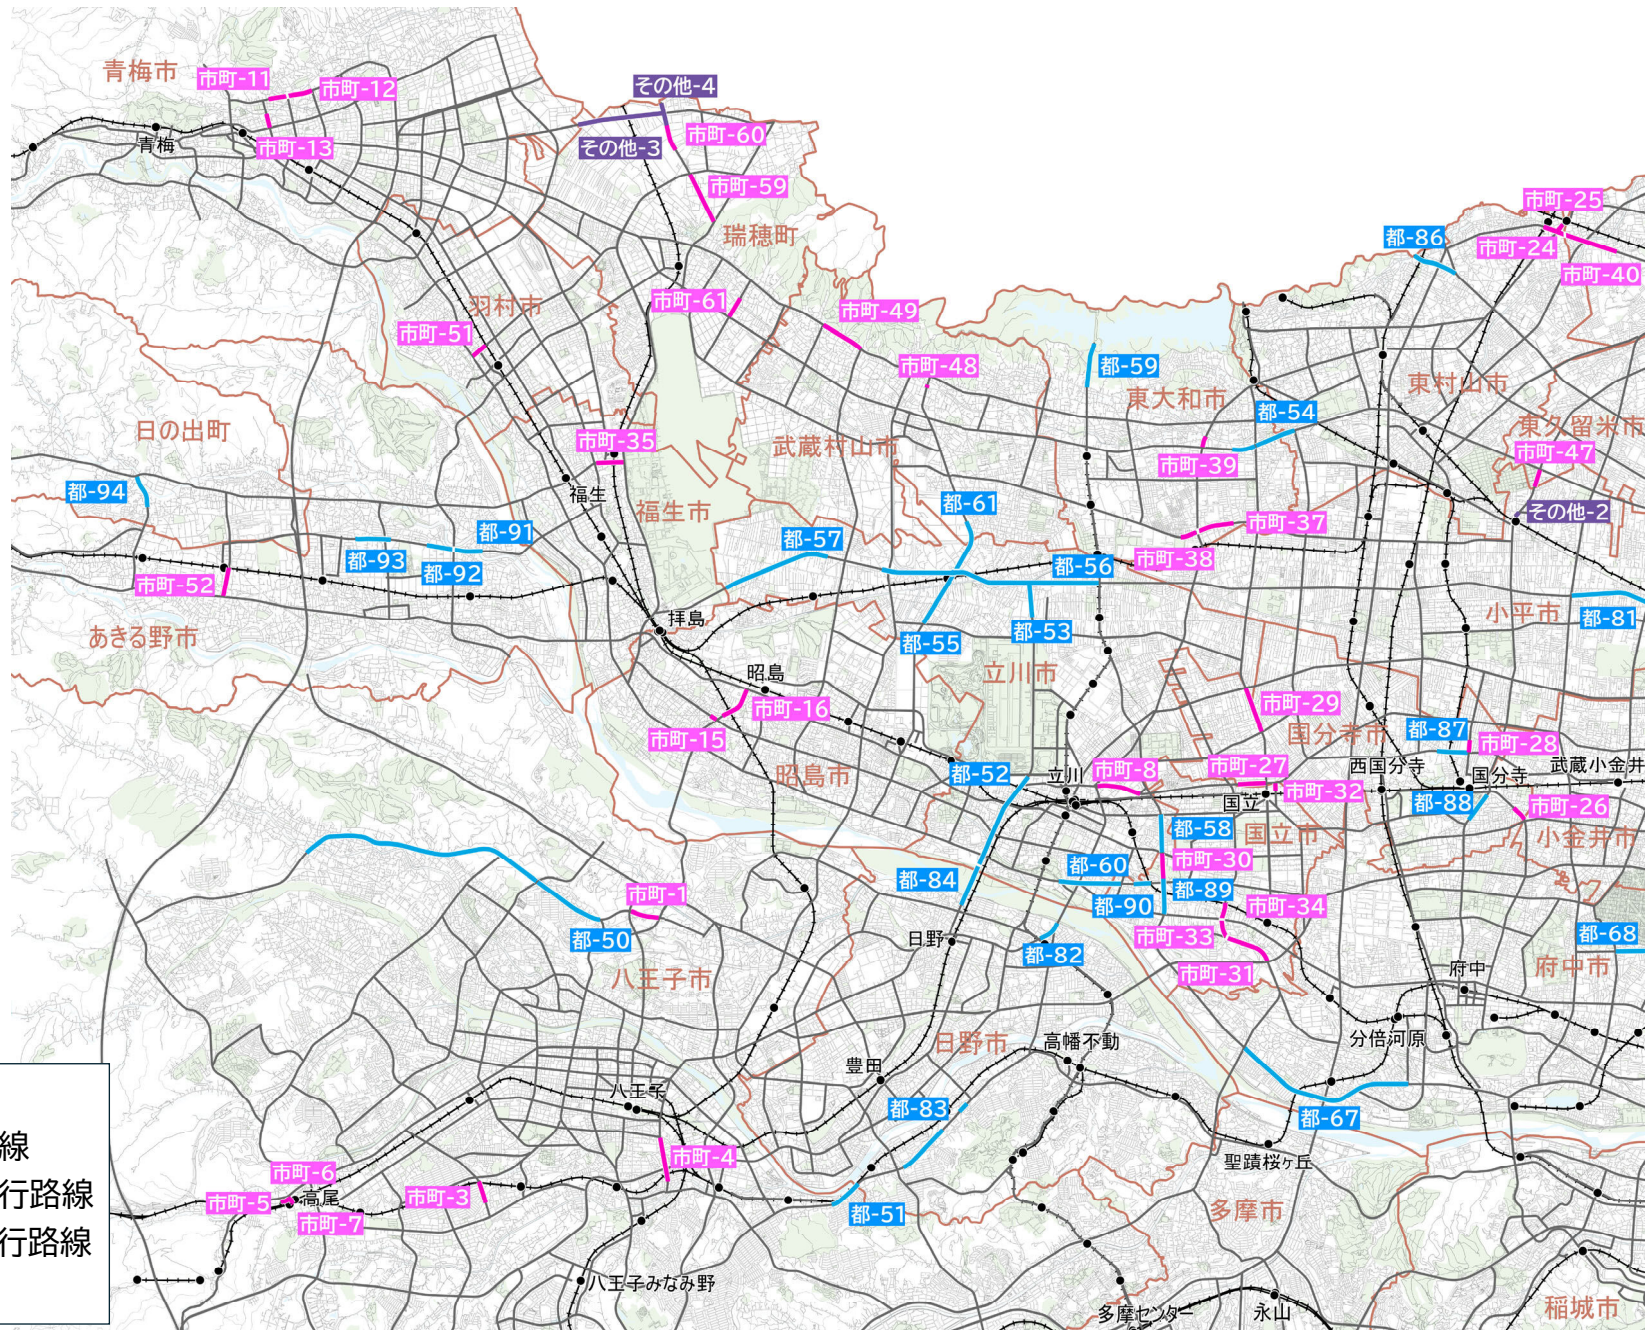 青梅市
市町-11
市町-12
その他-4
青梅
市町-13
その他-3
市町-60
市町-59
瑞穂町
市町-25
都-86
市町-24
市町-40
羽村市
市町-51
市町-61
市町-49
市町-48
都-59
東大和市
東村山市
日の出町
都-54
東久留米市
市町-35
武蔵村山市
市町-39
市町-47
都-94
福生
福生市
都-61
その他-2
都-91
都-57
市町-37
都-93
都-92
都-56
市町-38
市町-52
あきる野市
拝島
都-55
都-53
小平市
都-81
昭島
立川市
市町-16
市町-15
市町-29
国分寺市
都-87
市町-28
昭島市
都-52
立川
市町-8
市町-27
西国分寺
国分寺
武蔵小金井
国立
市町-32
都-88
市町-26
都-58
国立市
小金井市
市町-30
都-60
都-84
都-89
市町-1
都-90
市町-34
都-50
日野
市町-33
都-68
都-82
市町-31
八王子市
府中
府中市
日野市
高幡不動
分倍河原
豊田
八王子
都-83
都-67
線
市町-4
聖蹟桜ヶ丘
市町-6
行路線
市町-5
高尾
市町-3
市町-7
都-51
多摩市
行路線
八王子みなみ野
多摩センター
永山
稲城市